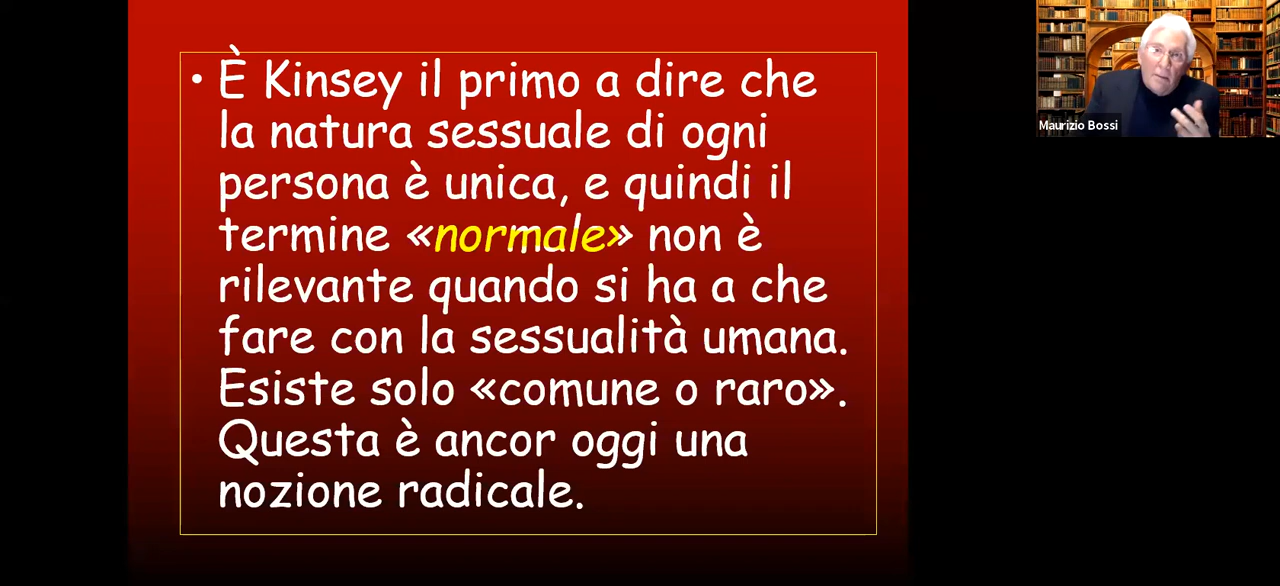 • È Kinsey il primo a dire che
la natura sessuale di ogni
persona è unica, e quindi il
termine «normale» non è
rilevante quando si ha a che
fare con la sessualità umana.
Esiste solo «comune o raro».
Questa è ancor oggi una
nozione radicale.
Maurizio Bossi